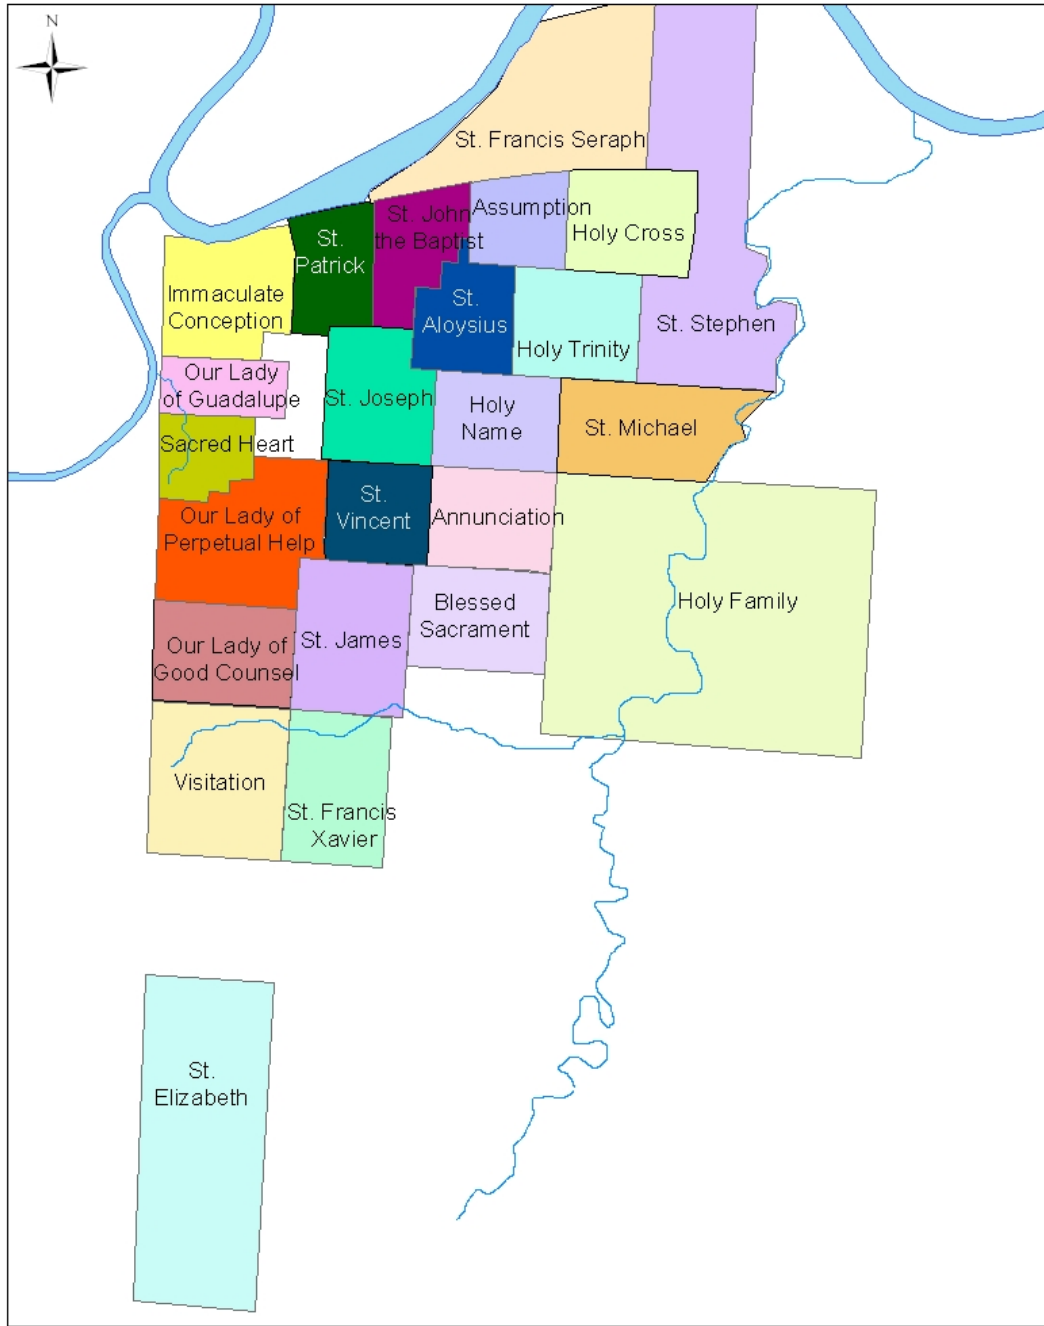 N
St. Francis Seraph
St. John
the Baptist
Assumption
Holy Cross
St.
Patrick
Immaculate
Conception
St.
Aloysius
St. Stephen
Holy Trinity
Our Lady
of Guadalupe
St. Joseph
Holy
Name
St. Michael
Sacred Heart
St.
Vincent
Annunciation
Our Lady of
Perpetual Help
Blessed
Sacrament
Holy Family
Our Lady of
Good Counsel
St. James
Visitation
St. Francis
Xavier
St.
Elizabeth